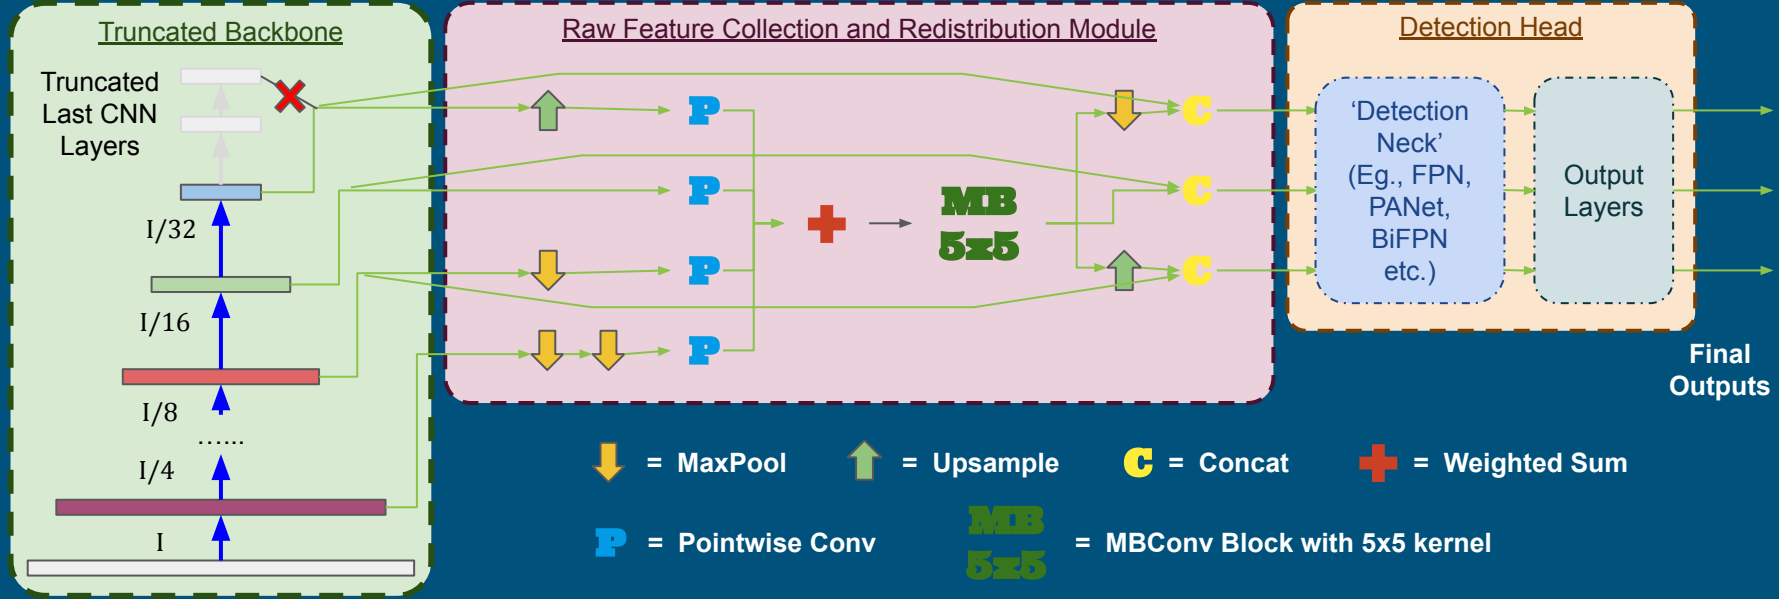 Truncated Backbone
Truncated
Last CNN
Layers
I/32
I/16
I/8
......
I/4
I
Raw Feature Collection and Redistribution Module
P
P
P
P
MB
5x5
C
C
C
Detection Head
‘Detection
Neck’
(Eg., FPN,
PANet,
BiFPN
etc.)
Output
Layers
Final
Outputs
= MaxPool
= Upsample
C = Concat
= Weighted Sum
P = Pointwise Conv
MB
5x5
= MBConv Block with 5x5 kernel